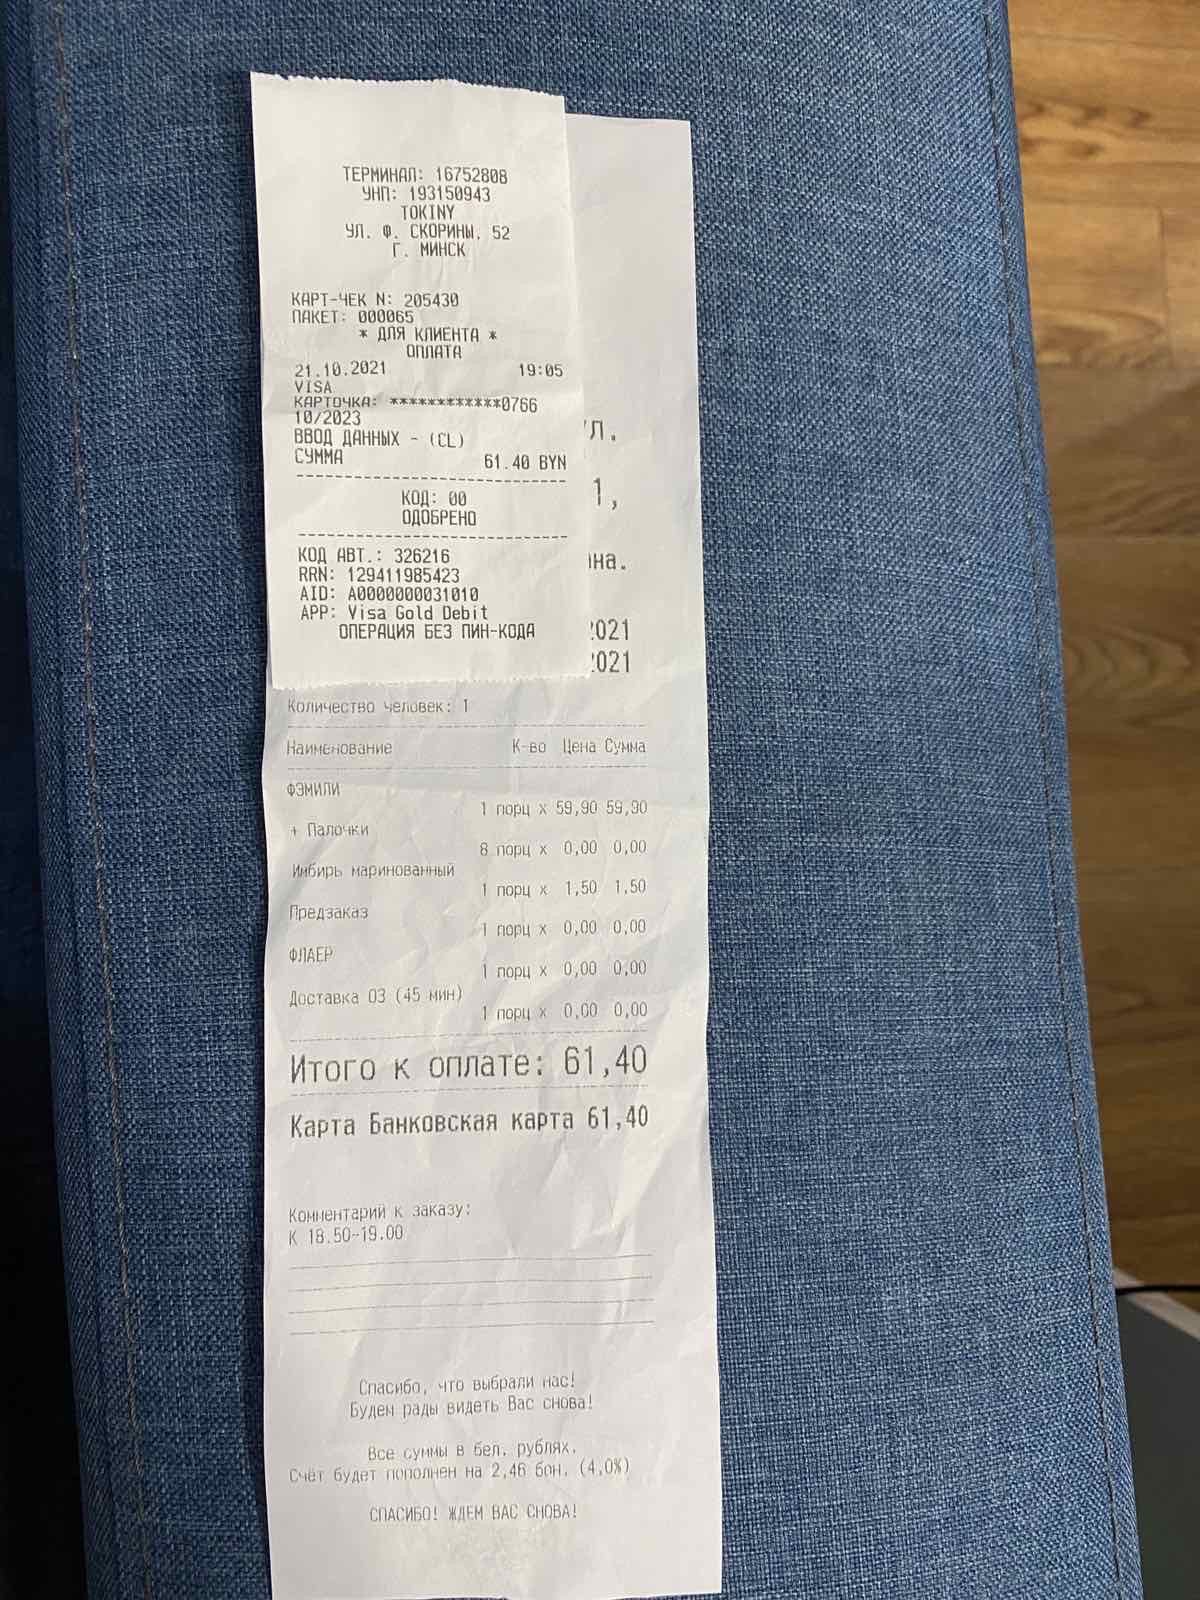 ТЕРМИНАЛ: 16752808
УНП: 193150943
TOKINY
УЛ. Ф. СКОРИНЫ, 52
Г. МИНСК
КАРТ-ЧЕК N: 205430
ПАКЕТ: 000065
* ДЛЯ КЛИЕНТА *
ОПЛАТА
21.10.2021 19:05
VISA
КАРТОЧКА: ************0766
10/2023
ВВОД ДАННЫХ - (CL)
СУММА 61.40 BYN
КОД: 00
ОДОБРЕНО
КОД АВТ.: 326216
RRN: 129411985423
AID: A0000000031010
APP: Visa Gold Debit
ОПЕРАЦИЯ БЕЗ ПИН-КОДА
л.
1,
на.
2021
2021
Количество человек: 1
Наименование К-во Цена Сумма
ФЭМИЛИ
1 порц x 59,90 59,90
+ Палочки
8 порц x 0,00 0,00
Имбирь маринованный
1 порц x 1,50 1,50
Предзаказ
1 порц x 0,00 0,00
ФЛАЕР
1 порц x 0,00 0,00
Доставка 03 (45 мин)
1 порц x 0,00 0,00
Итого к оплате: 61,40
Карта Банковская карта 61,40
Комментарий к заказу:
К 18.50-19.00
Спасибо, что выбрали нас!
Будем рады видеть Вас снова!
Все суммы в бел. рублях.
Счёт будет пополнен на 2,46 бон. (4,0%)
СПАСИБО! ЖДЕМ ВАС СНОВА!